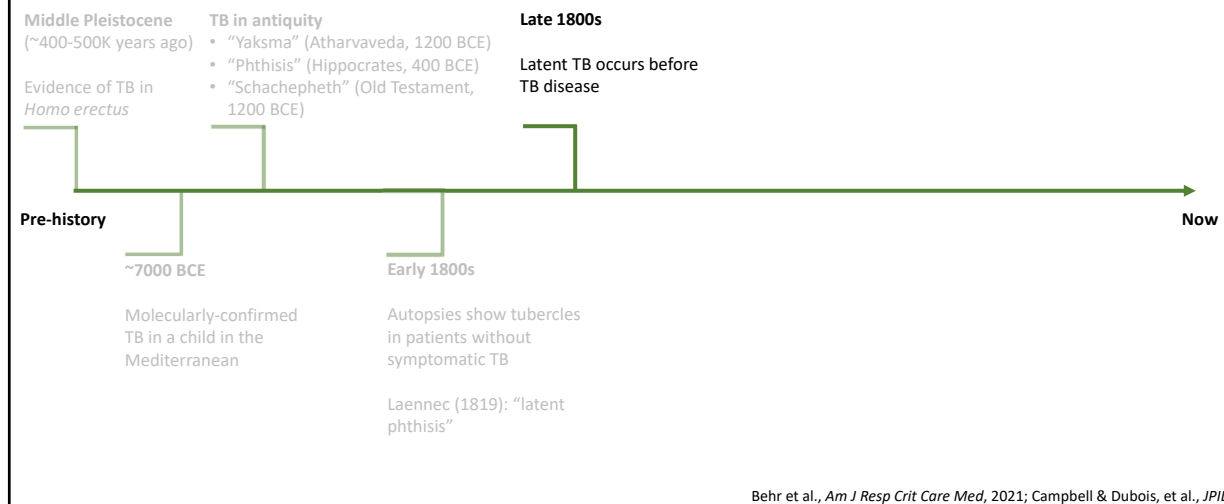 Middle Pleistocene
(~400-500K years ago)
Evidence of TB in
Homo erectus
TB in antiquity
• “Yaksma” (Atharvaveda, 1200 BCE)
• “Phthisis” (Hippocrates, 400 BCE)
• “Schachepheth” (Old Testament,
1200 BCE)
Late 1800s
Latent TB occurs before
TB disease
Pre-history
Now
~7000 BCE
Molecularly-confirmed
TB in a child in the
Mediterranean
Early 1800s
Autopsies show tubercles
in patients without
symptomatic TB
Laennec (1819): “latent
phthisis”
Behr et al., Am J Resp Crit Care Med, 2021; Campbell & Dubois, et al.,